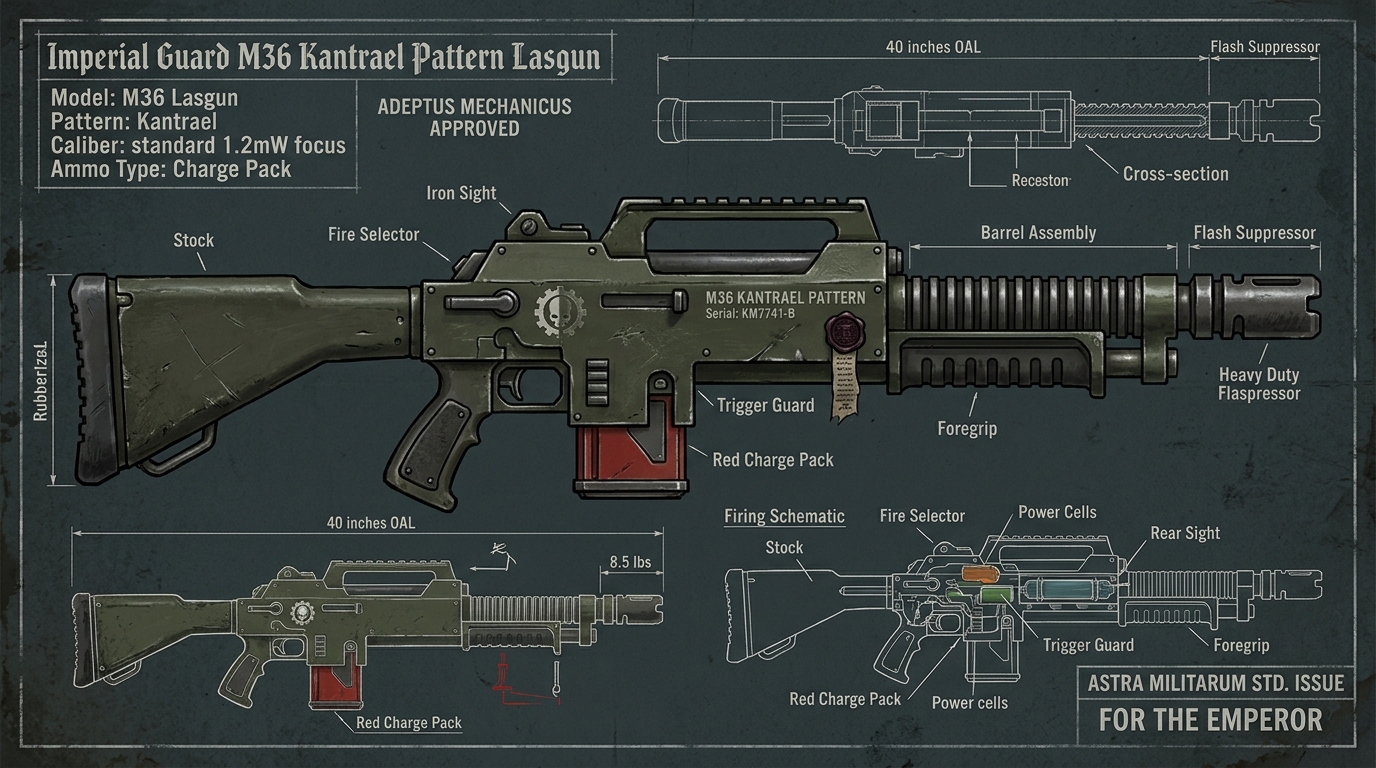 Imperial Guard M36 Kantrael Pattern Lasgun
Model: M36 Lasgun
Pattern: Kantrael
Caliber: standard 1.2mW focus
Ammo Type: Charge Pack
ADEPTUS MECHANICUS
APPROVED
40 inches OAL
Flash Suppressor
Receston
Cross-section
Iron Sight
Fire Selector
Stock
Barrel Assembly
Flash Suppressor
M36 KANTRAEL PATTERN
Serial: KM7741-B
Heavy Duty
Flaspressor
Trigger Guard
Foregrip
Red Charge Pack
40 inches OAL
8.5 lbs
Red Charge Pack
Firing Schematic
Fire Selector
Power Cells
Rear Sight
Stock
Trigger Guard
Foregrip
Red Charge Pack
Power cells
ASTRA MILITARUM STD. ISSUE
FOR THE EMPEROR